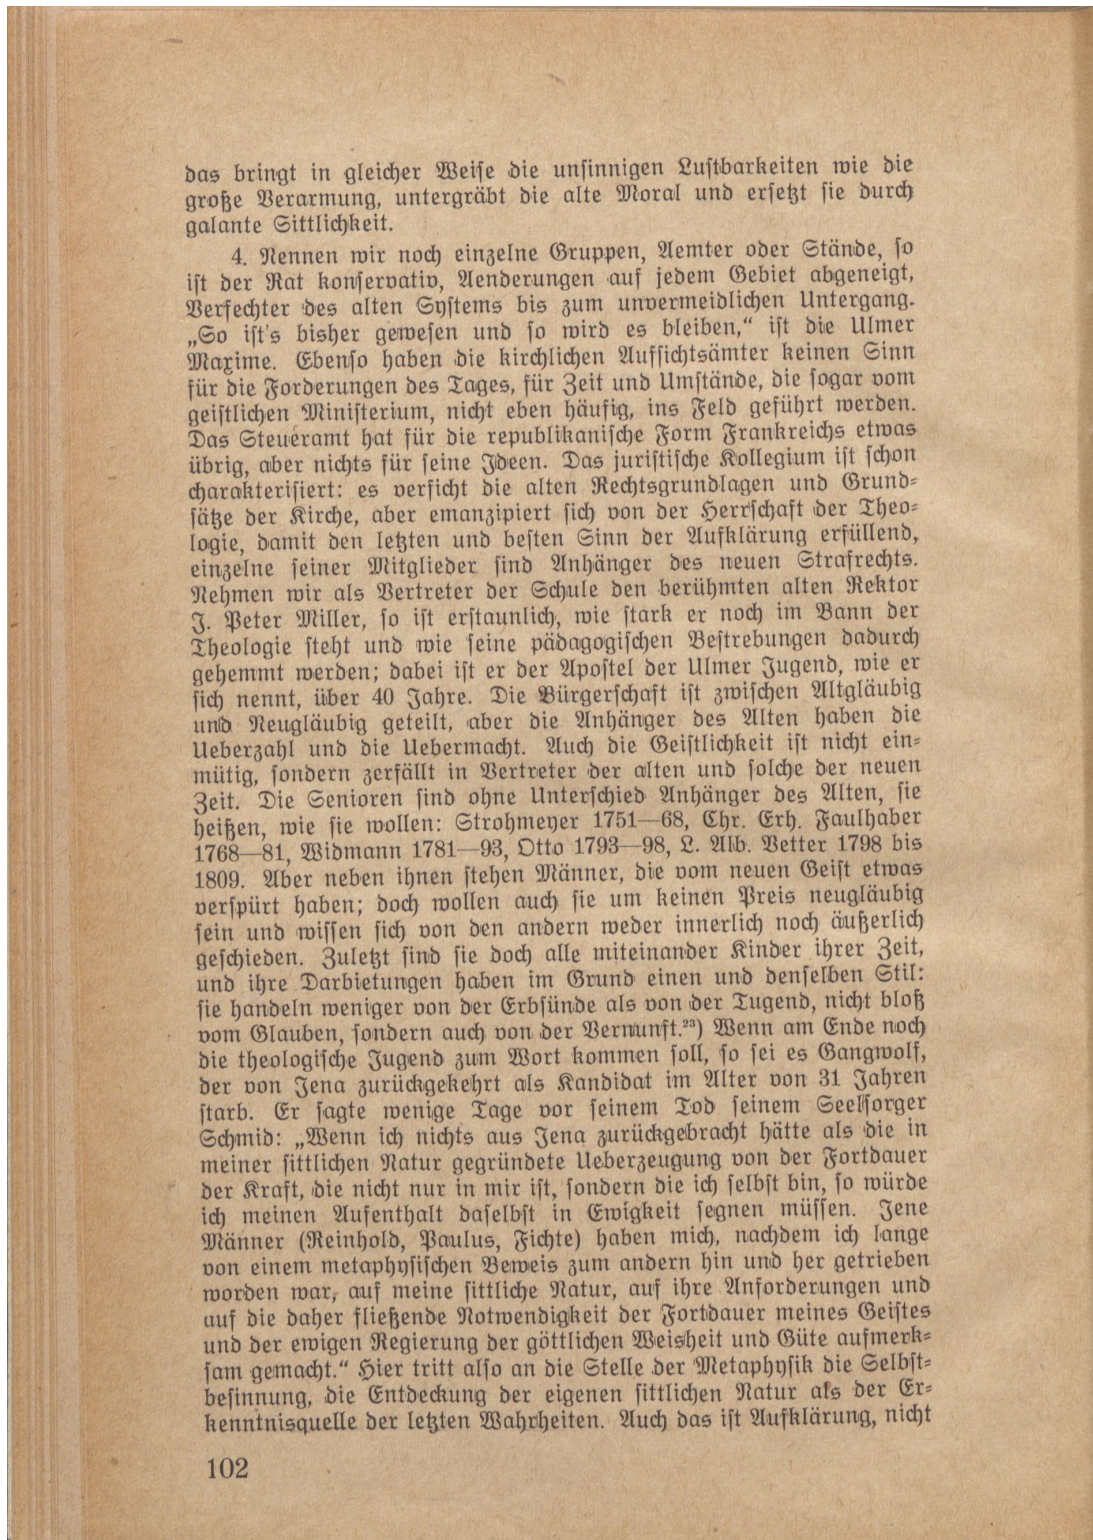 das bringt in gleicher Weise die unsinnigen Lustbarkeiten wie die
große Verarmung, untergräbt die alte Moral und ersetzt sie durch
galante Sittlichkeit.
4. Nennen wir noch einzelne Gruppen, Aemter oder Stände, so
ist der Rat konservativ, Aenderungen auf jedem Gebiet abgeneigt,
Verfechter des alten Systems bis zum unvermeidlichen Untergang.
„So ist's bisher gewesen und so wird es bleiben,“ ist die Ulmer
Maxime. Ebenso haben die kirchlichen Aufsichtsämter keinen Sinn
für die Forderungen des Tages, für Zeit und Umstände, die sogar vom
geistlichen Ministerium, nicht eben häufig, ins Feld geführt werden.
Das Steueramt hat für die republikanische Form Frankreichs etwas
übrig, aber nichts für seine Ideen. Das juristische Kollegium ist schon
charakterisiert: es verficht die alten Rechtsgrundlagen und Grund-
sätze der Kirche, aber emanzipiert sich von der Herrschaft der Theo-
logie, damit den letzten und besten Sinn der Aufklärung erfüllend,
einzelne seiner Mitglieder sind Anhänger des neuen Strafrechts.
Nehmen wir als Vertreter der Schule den berühmten alten Rektor
J. Peter Miller, so ist erstaunlich, wie stark er noch im Bann der
Theologie steht und wie seine pädagogischen Bestrebungen dadurch
gehemmt werden; dabei ist er der Apostel der Ulmer Jugend, wie er
sich nennt, über 40 Jahre. Die Bürgerschaft ist zwischen Altgläubig
und Neugläubig geteilt, aber die Anhänger des Alten haben die
Ueberzahl und die Uebermacht. Auch die Geistlichkeit ist nicht ein-
mütig, sondern zerfällt in Vertreter der alten und solche der neuen
Zeit. Die Senioren sind ohne Unterschied Anhänger des Alten, sie
heißen, wie sie wollen: Strohmeyer 1751—68, Chr. Erh. Faulhaber
1768—81, Widmann 1781—93, Otto 1793—98, L. Alb. Vetter 1798 bis
1809. Aber neben ihnen stehen Männer, die vom neuen Geist etwas
verspürt haben; doch wollen auch sie um keinen Preis neugläubig
sein und wissen sich von den andern weder innerlich noch äußerlich
geschieden. Zuletzt sind sie doch alle miteinander Kinder ihrer Zeit,
und ihre Darbietungen haben im Grund einen und denselben Stil:
sie handeln weniger von der Erbsünde als von der Tugend, nicht bloß
vom Glauben, sondern auch von der Vernunft.²³) Wenn am Ende noch
die theologische Jugend zum Wort kommen soll, so sei es Gangwolf,
der von Jena zurückgekehrt als Kandidat im Alter von 31 Jahren
starb. Er sagte wenige Tage vor seinem Tod seinem Seelsorger
Schmid: „Wenn ich nichts aus Jena zurückgebracht hätte als die in
meiner sittlichen Natur gegründete Ueberzeugung von der Fortdauer
der Kraft, die nicht nur in mir ist, sondern die ich selbst bin, so würde
ich meinen Aufenthalt daselbst in Ewigkeit segnen müssen. Jene
Männer (Reinhold, Paulus, Fichte) haben mich, nachdem ich lange
von einem metaphysischen Beweis zum andern hin und her getrieben
worden war, auf meine sittliche Natur, auf ihre Anforderungen und
auf die daher fließende Notwendigkeit der Fortdauer meines Geistes
und der ewigen Regierung der göttlichen Weisheit und Güte aufmerk-
sam gemacht.“ Hier tritt also an die Stelle der Metaphysik die Selbst-
besinnung, die Entdeckung der eigenen sittlichen Natur als der Er-
kenntnisquelle der letzten Wahrheiten. Auch das ist Aufklärung, nicht
102